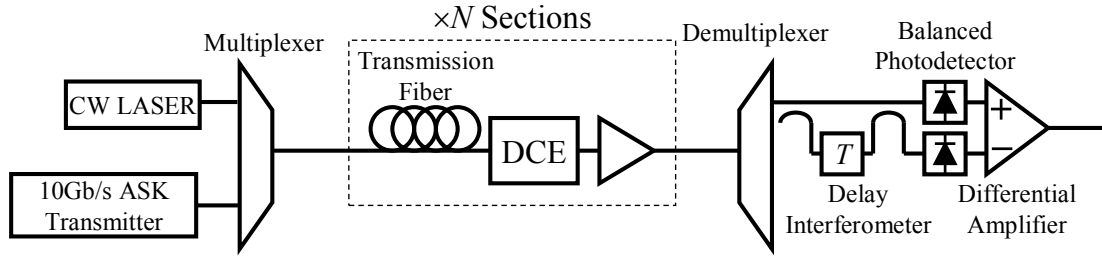 ×N Sections
Multiplexer
Demultiplexer
Balanced
Photodetector
Transmission
Fiber
CW LASER
+
DCE
T
−
10Gb/s ASK
Transmitter
Delay
Interferometer
Differential
Amplifier